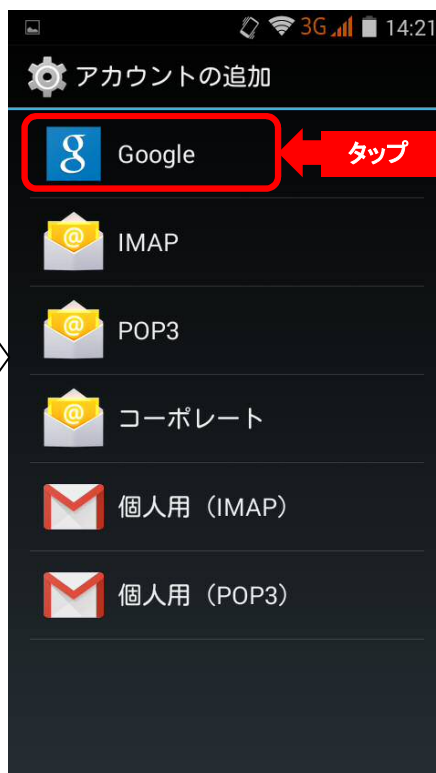 3G 14:21
アカウントの追加
Google
タップ
IMAP
POP3
コーポレート
個人用（IMAP）
個人用（POP3）